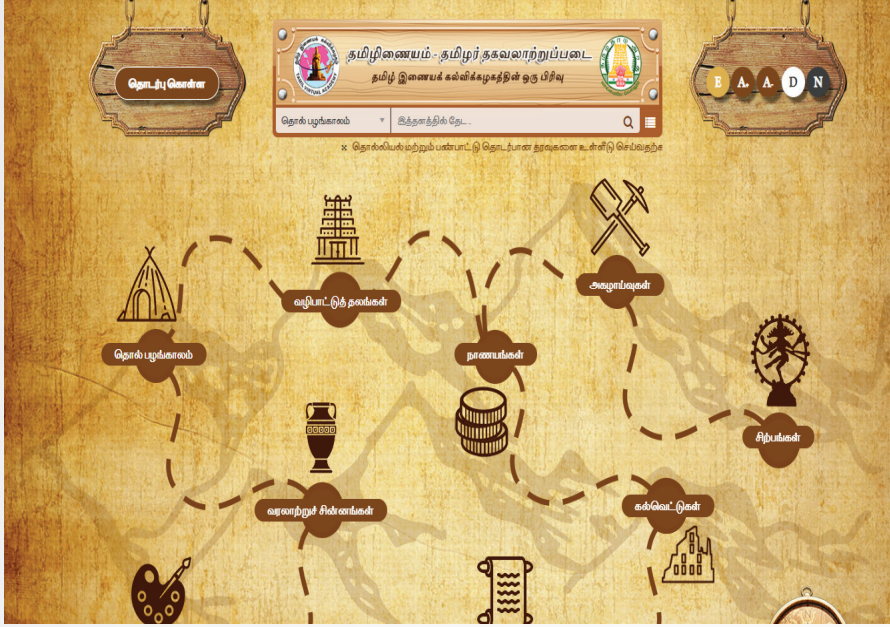 தமிழிணையம் - தமிழர் தகவலாற்றுப்படை
தமிழ் இணையக் கல்விக்கழகத்தின் ஒரு பிரிவு
தொடர்பு கொள்ள
E A+ A- D N
தொல் பழங்காலம் இத்தளத்தில் தேட..
× தொல்லியல் மற்றும் பண்பாட்டு தொடர்பான தரவுகளை உள்ளீடு செய்வதற்க
வழிபாட்டுத் தலங்கள்
அகழாய்வுகள்
தொல் பழங்காலம்
நாணயங்கள்
சிற்பங்கள்
வரலாற்றுச் சின்னங்கள்
கல்வெட்டுகள்